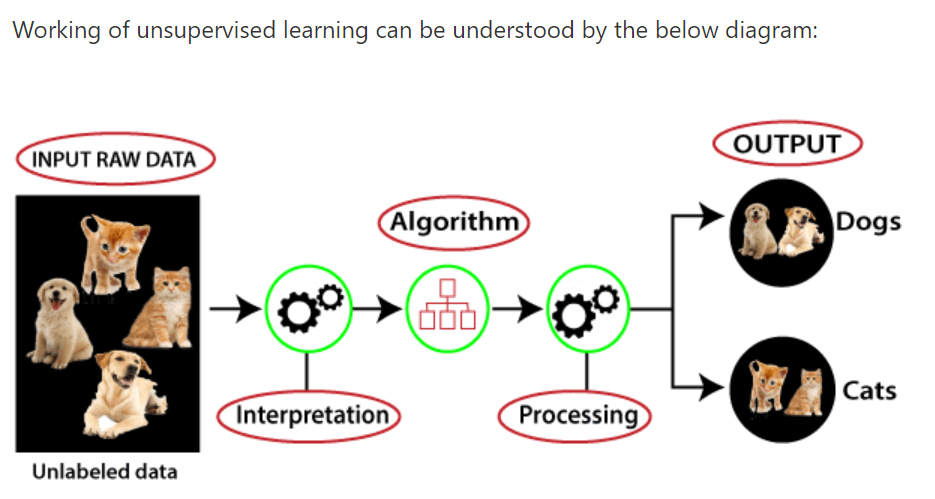 Working of unsupervised learning can be understood by the below diagram:
INPUT RAW DATA
Unlabeled data
Interpretation
Algorithm
Processing
OUTPUT
Dogs
Cats